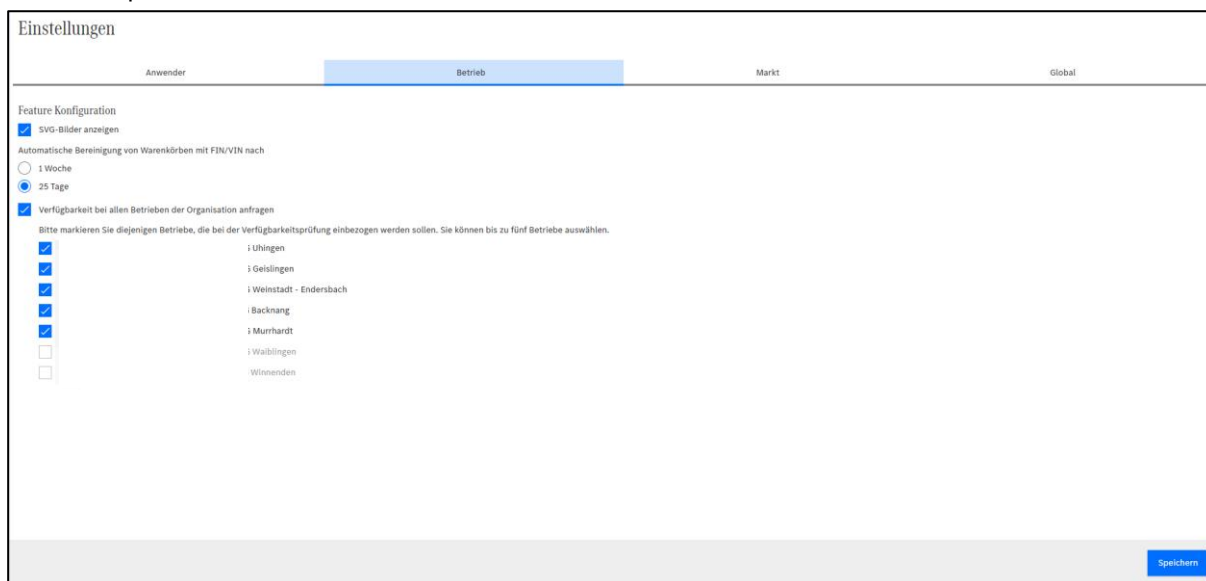 Einstellungen
Anwender Betrieb Markt Global
Feature Konfiguration
SVG-Bilder anzeigen
Automatische Bereinigung von Warenkörben mit FIN/VIN nach
1 Woche
25 Tage
Verfügbarkeit bei allen Betrieben der Organisation anfragen
Bitte markieren Sie diejenigen Betriebe, die bei der Verfügbarkeitsprüfung einbezogen werden sollen. Sie können bis zu fünf Betriebe auswählen.
Uhingen
Geislingen
Weinstadt - Endersbach
Backnang
Murrhardt
Waiblingen
Winnenden
Speichern